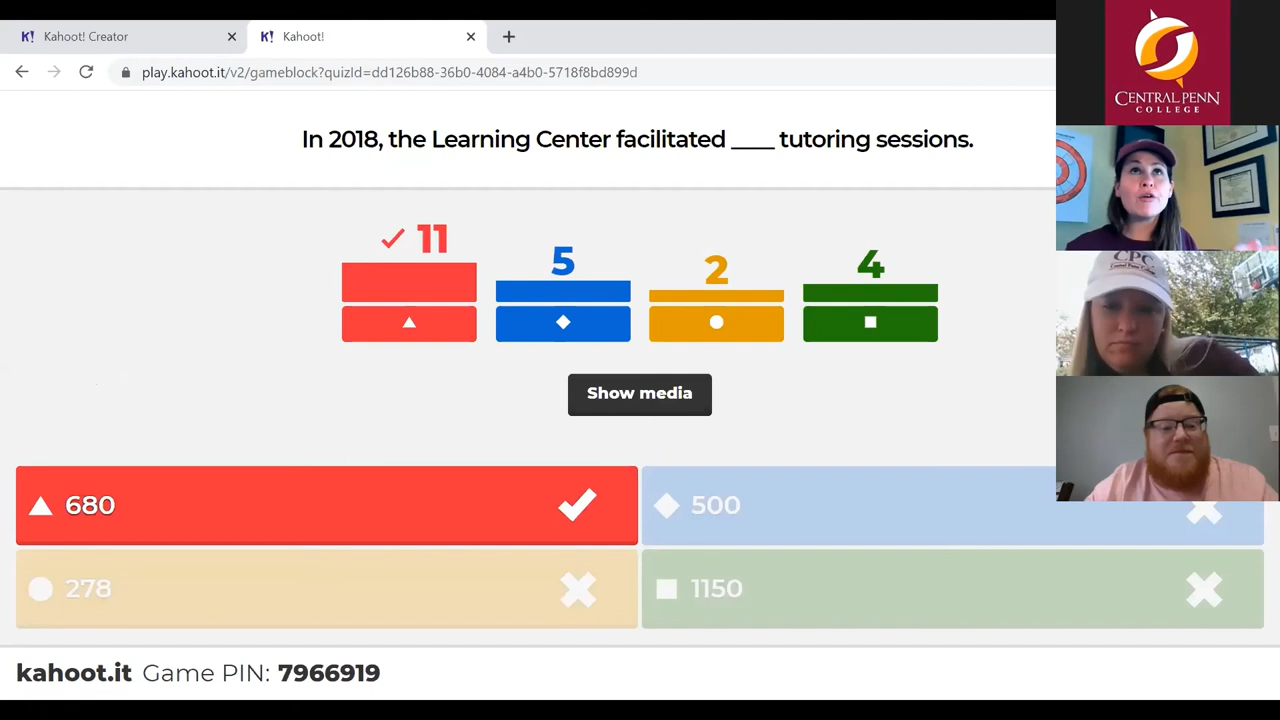 Kahoot! Creator
Kahoot!
play.kahoot.it/v2/gameblock?quizId=dd126b88-36b0-4084-a4b0-5718f8bd899d
In 2018, the Learning Center facilitated ____ tutoring sessions.
11
5
2
4
Show media
680
500
278
1150
kahoot.it Game PIN: 7966919
CENTRAL PENN
COLLEGE
CPC